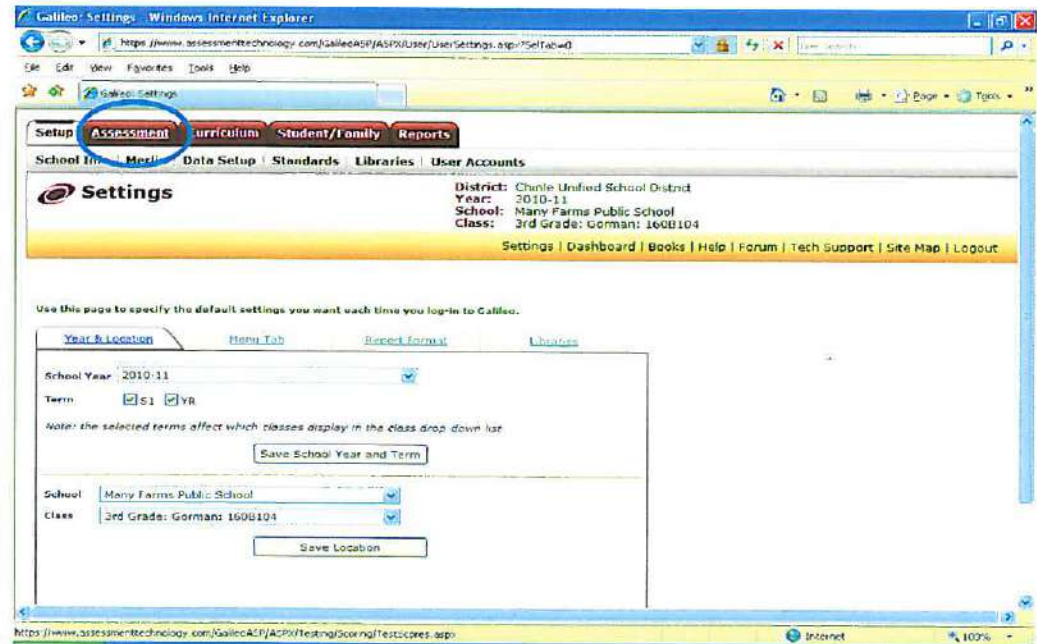 Galileo: Settings - Windows Internet Explorer
https://www.assessmenttechnology.com/GalileoASP/ASPX/User/UserSettings.aspx?SelTab=0
File Edit View Favorites Tools Help
Galileo: Settings
Page Tools
Setup Assessment Curriculum Student/Family Reports
School Info Data Setup Standards Libraries User Accounts
Settings
District: Chinle Unified School District
Year: 2010-11
School: Many Farms Public School
Class: 3rd Grade: Gorman: 160B104
Settings | Dashboard | Books | Help | Forum | Tech Support | Site Map | Logout
Use this page to specify the default settings you want each time you log-in to Galileo.
Year & Location Menu Tab Report Format Libraries
School Year 2010-11
Term S1 YR
Note: the selected terms affect which classes display in the class drop down list
Save School Year and Term
School Many Farms Public School
Class 3rd Grade: Gorman: 160B104
Save Location
https://www.assessmenttechnology.com/GalileoASP/ASPX/Testing/Scoring/TestScores.aspx
Internet 100%